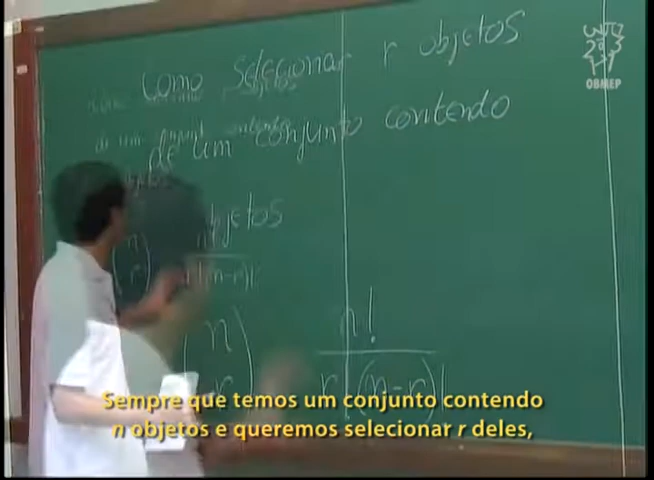 OBMEP
Como Selecionar r objetos
de um conjunto contendo
objetos
n
r
n!
r!(n-r)!
Sempre que temos um conjunto contendo
n objetos e queremos selecionar r deles,